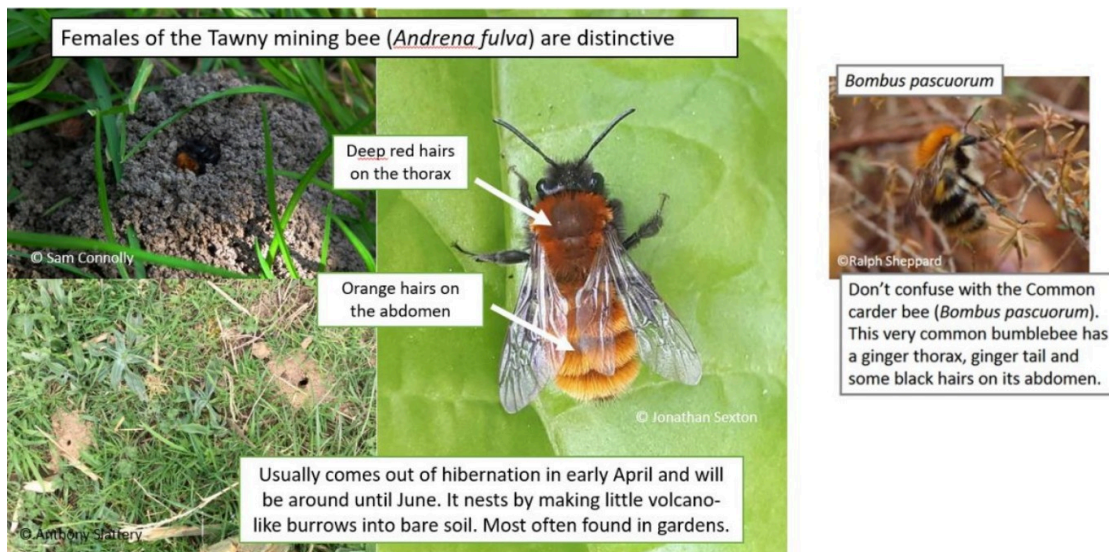 Females of the Tawny mining bee (Andrena fulva) are distinctive
Deep red hairs
on the thorax
© Sam Connolly
Orange hairs on
the abdomen
© Jonathan Sexton
Usually comes out of hibernation in early April and will
be around until June. It nests by making little volcano-
like burrows into bare soil. Most often found in gardens.
© Anthony Slattery
Bombus pascuorum
©Ralph Sheppard
Don’t confuse with the Common
carder bee (Bombus pascuorum).
This very common bumblebee has
a ginger thorax, ginger tail and
some black hairs on its abdomen.